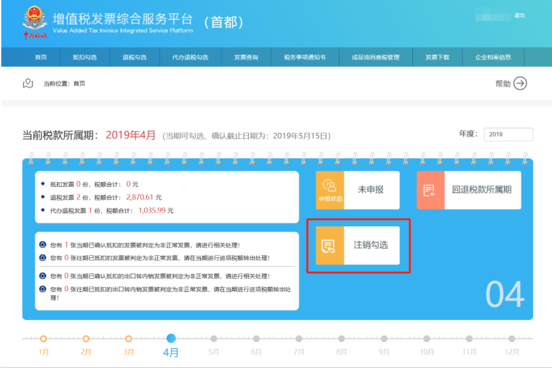 增值税发票综合服务平台 （首都）
Value Added Tax Invoice Integrated Service Platform
中国税务
退出
首页 抵扣勾选 退税勾选 代办退税勾选 发票查询 税务事项通知书 成品油消费税管理 发票下载 企业档案信息
当前位置：首页
帮助
当前税款所属期： 2019年4月 （当期可勾选、确认截止日期为：2019年5月15日）
年度： 2019
抵扣发票 0 份，税额合计： 0 元
退税发票 2 份，税额合计： 2,870.61 元
代办退税发票 1 份，税额合计： 1,035.99 元
申报状态
未申报
回退税款所属期
注销勾选
您有 1 张当期已确认抵扣的发票被判定为非正常发票，请进行相关处理！
您有 0 张往期已抵扣的发票被判定为非正常发票，请在当期进行进项税额转出处理！
您有 0 张当期已确认抵扣的出口转内销发票被判定为非正常发票，请进行相关处理！
您有 0 张往期已抵扣的出口转内销发票被判定为非正常发票，请在当期进行进项税额转出处理！
04
1月 2月 3月 4月 5月 6月 7月 8月 9月 10月 11月 12月